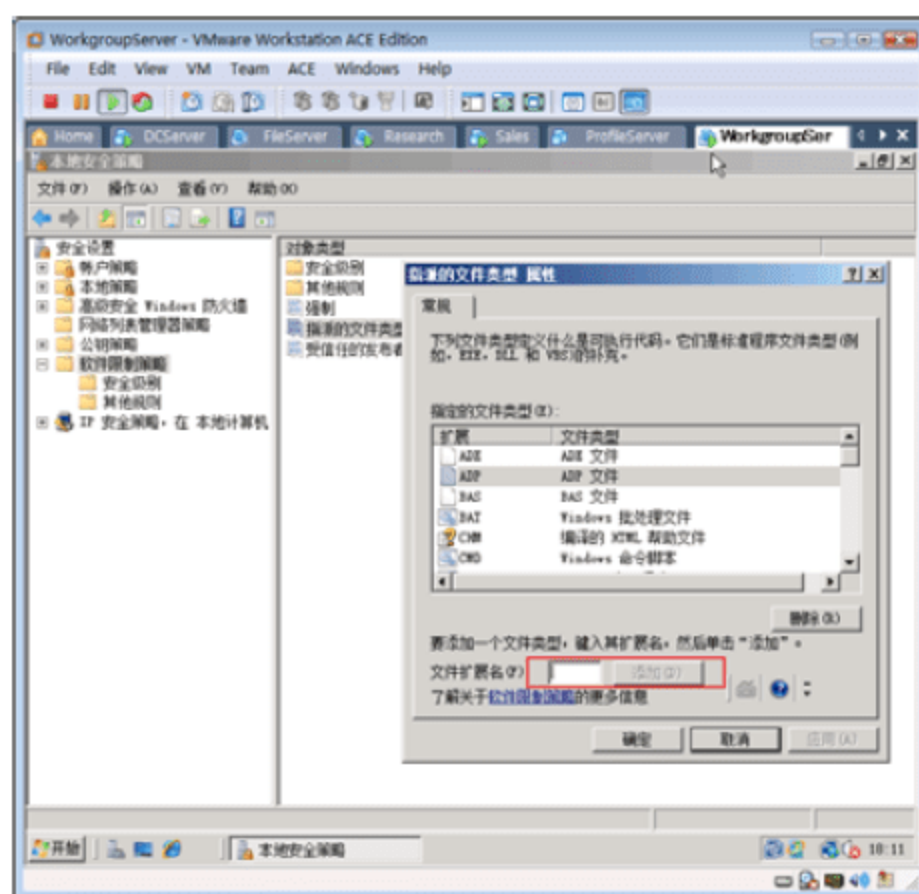 WorkgroupServer - VMware Workstation ACE Edition
File Edit View VM Team ACE Windows Help
Home DCServer FileServer Research Sales ProfileServer WorkgroupSer
本地安全策略
文件(F) 操作(A) 查看(V) 帮助(H)
安全设置
帐户策略
本地策略
高级安全 Windows 防火墙
网络列表管理器策略
公钥策略
软件限制策略
安全级别
其他规则
IP 安全策略，在 本地计算机
对象类型
安全级别
其他规则
强制
指派的文件类型
受信任的发布者
指派的文件类型 属性
常规
下列文件类型定义什么是可执行代码。它们是标准程序文件类型(例
如，EXE，DLL 和 VBS)的补充。
指定的文件类型(E):
扩展 文件类型
ADE ADE 文件
ADP ADP 文件
BAS BAS 文件
BAT Windows 批处理文件
CHM 编译的 HTML 帮助文件
CMD Windows 命令脚本
删除(R)
要添加一个文件类型，键入其扩展名，然后单击"添加"。
文件扩展名(F) 添加(D)
了解关于软件限制策略的更多信息
确定 取消 应用(A)
开始 本地安全策略 18:11